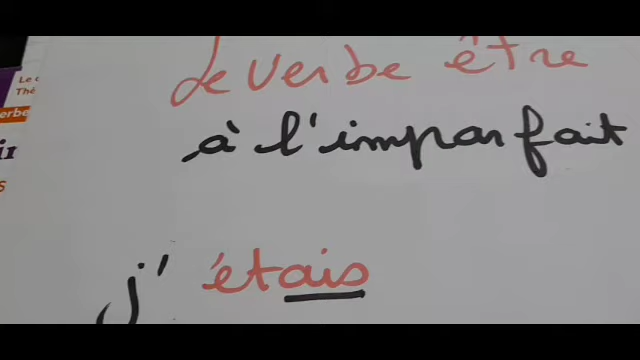 Le verbe être
à l'imparfait
j' étais